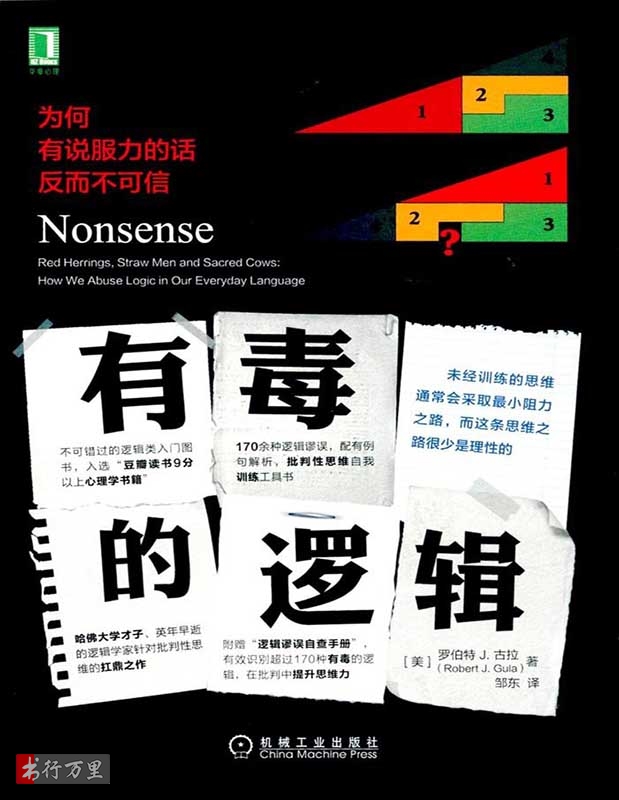 HZ Books
华章心理
为何
有说服力的话
反而不可信
Nonsense
Red Herrings, Straw Men and Sacred Cows:
How We Abuse Logic in Our Everyday Language
1
2
3
4
1
2
3
?
有毒
的逻辑
不可错过的逻辑类入门图
书，入选“豆瓣读书9分
以上心理学书籍”
170余种逻辑谬误，配有例
句解析，批判性思维自我
训练工具书
未经训练的思维
通常会采取最小阻力
之路，而这条思维之
路很少是理性的
哈佛大学才子、英年早逝
的逻辑学家针对批判性思
维的扛鼎之作
附赠“逻辑谬误自查手册”，
有效识别超过170种有毒的逻
辑，在批判中提升思维力
[美] 罗伯特 J. 古拉 著
(Robert J. Gula)
邹东 译
机械工业出版社
China Machine Press
书行万里